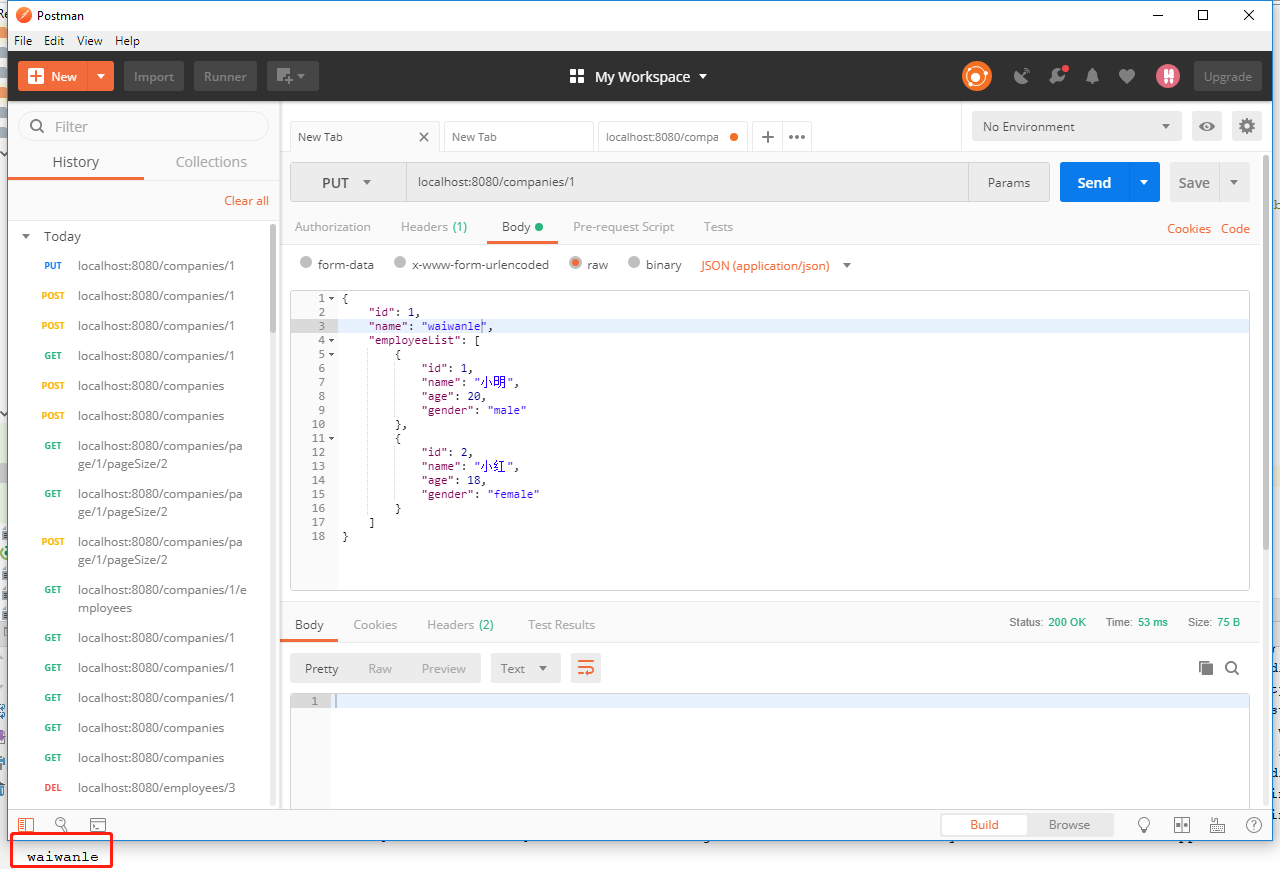 Postman
File Edit View Help
New Import Runner My Workspace Upgrade
Filter
History Collections
Clear all
Today
PUT localhost:8080/companies/1
POST localhost:8080/companies/1
POST localhost:8080/companies/1
GET localhost:8080/companies/1
POST localhost:8080/companies
POST localhost:8080/companies
GET localhost:8080/companies/pa
ge/1/pageSize/2
GET localhost:8080/companies/pa
ge/1/pageSize/2
POST localhost:8080/companies/pa
ge/1/pageSize/2
GET localhost:8080/companies/1/e
mployees
GET localhost:8080/companies/1
GET localhost:8080/companies/1
GET localhost:8080/companies/1
GET localhost:8080/companies
GET localhost:8080/companies
DEL localhost:8080/employees/3
New Tab New Tab localhost:8080/compa No Environment
PUT localhost:8080/companies/1 Params Send Save
Authorization Headers (1) Body Pre-request Script Tests Cookies Code
form-data x-www-form-urlencoded raw binary JSON (application/json)
1 {
2 "id": 1,
3 "name": "waiwanle",
4 "employeeList": [
5 {
6 "id": 1,
7 "name": "小明",
8 "age": 20,
9 "gender": "male"
10 },
11 {
12 "id": 2,
13 "name": "小红",
14 "age": 18,
15 "gender": "female"
16 }
17 ]
18 }
Body Cookies Headers (2) Test Results Status: 200 OK Time: 53 ms Size: 75 B
Pretty Raw Preview Text
1
Build Browse
waiwanle